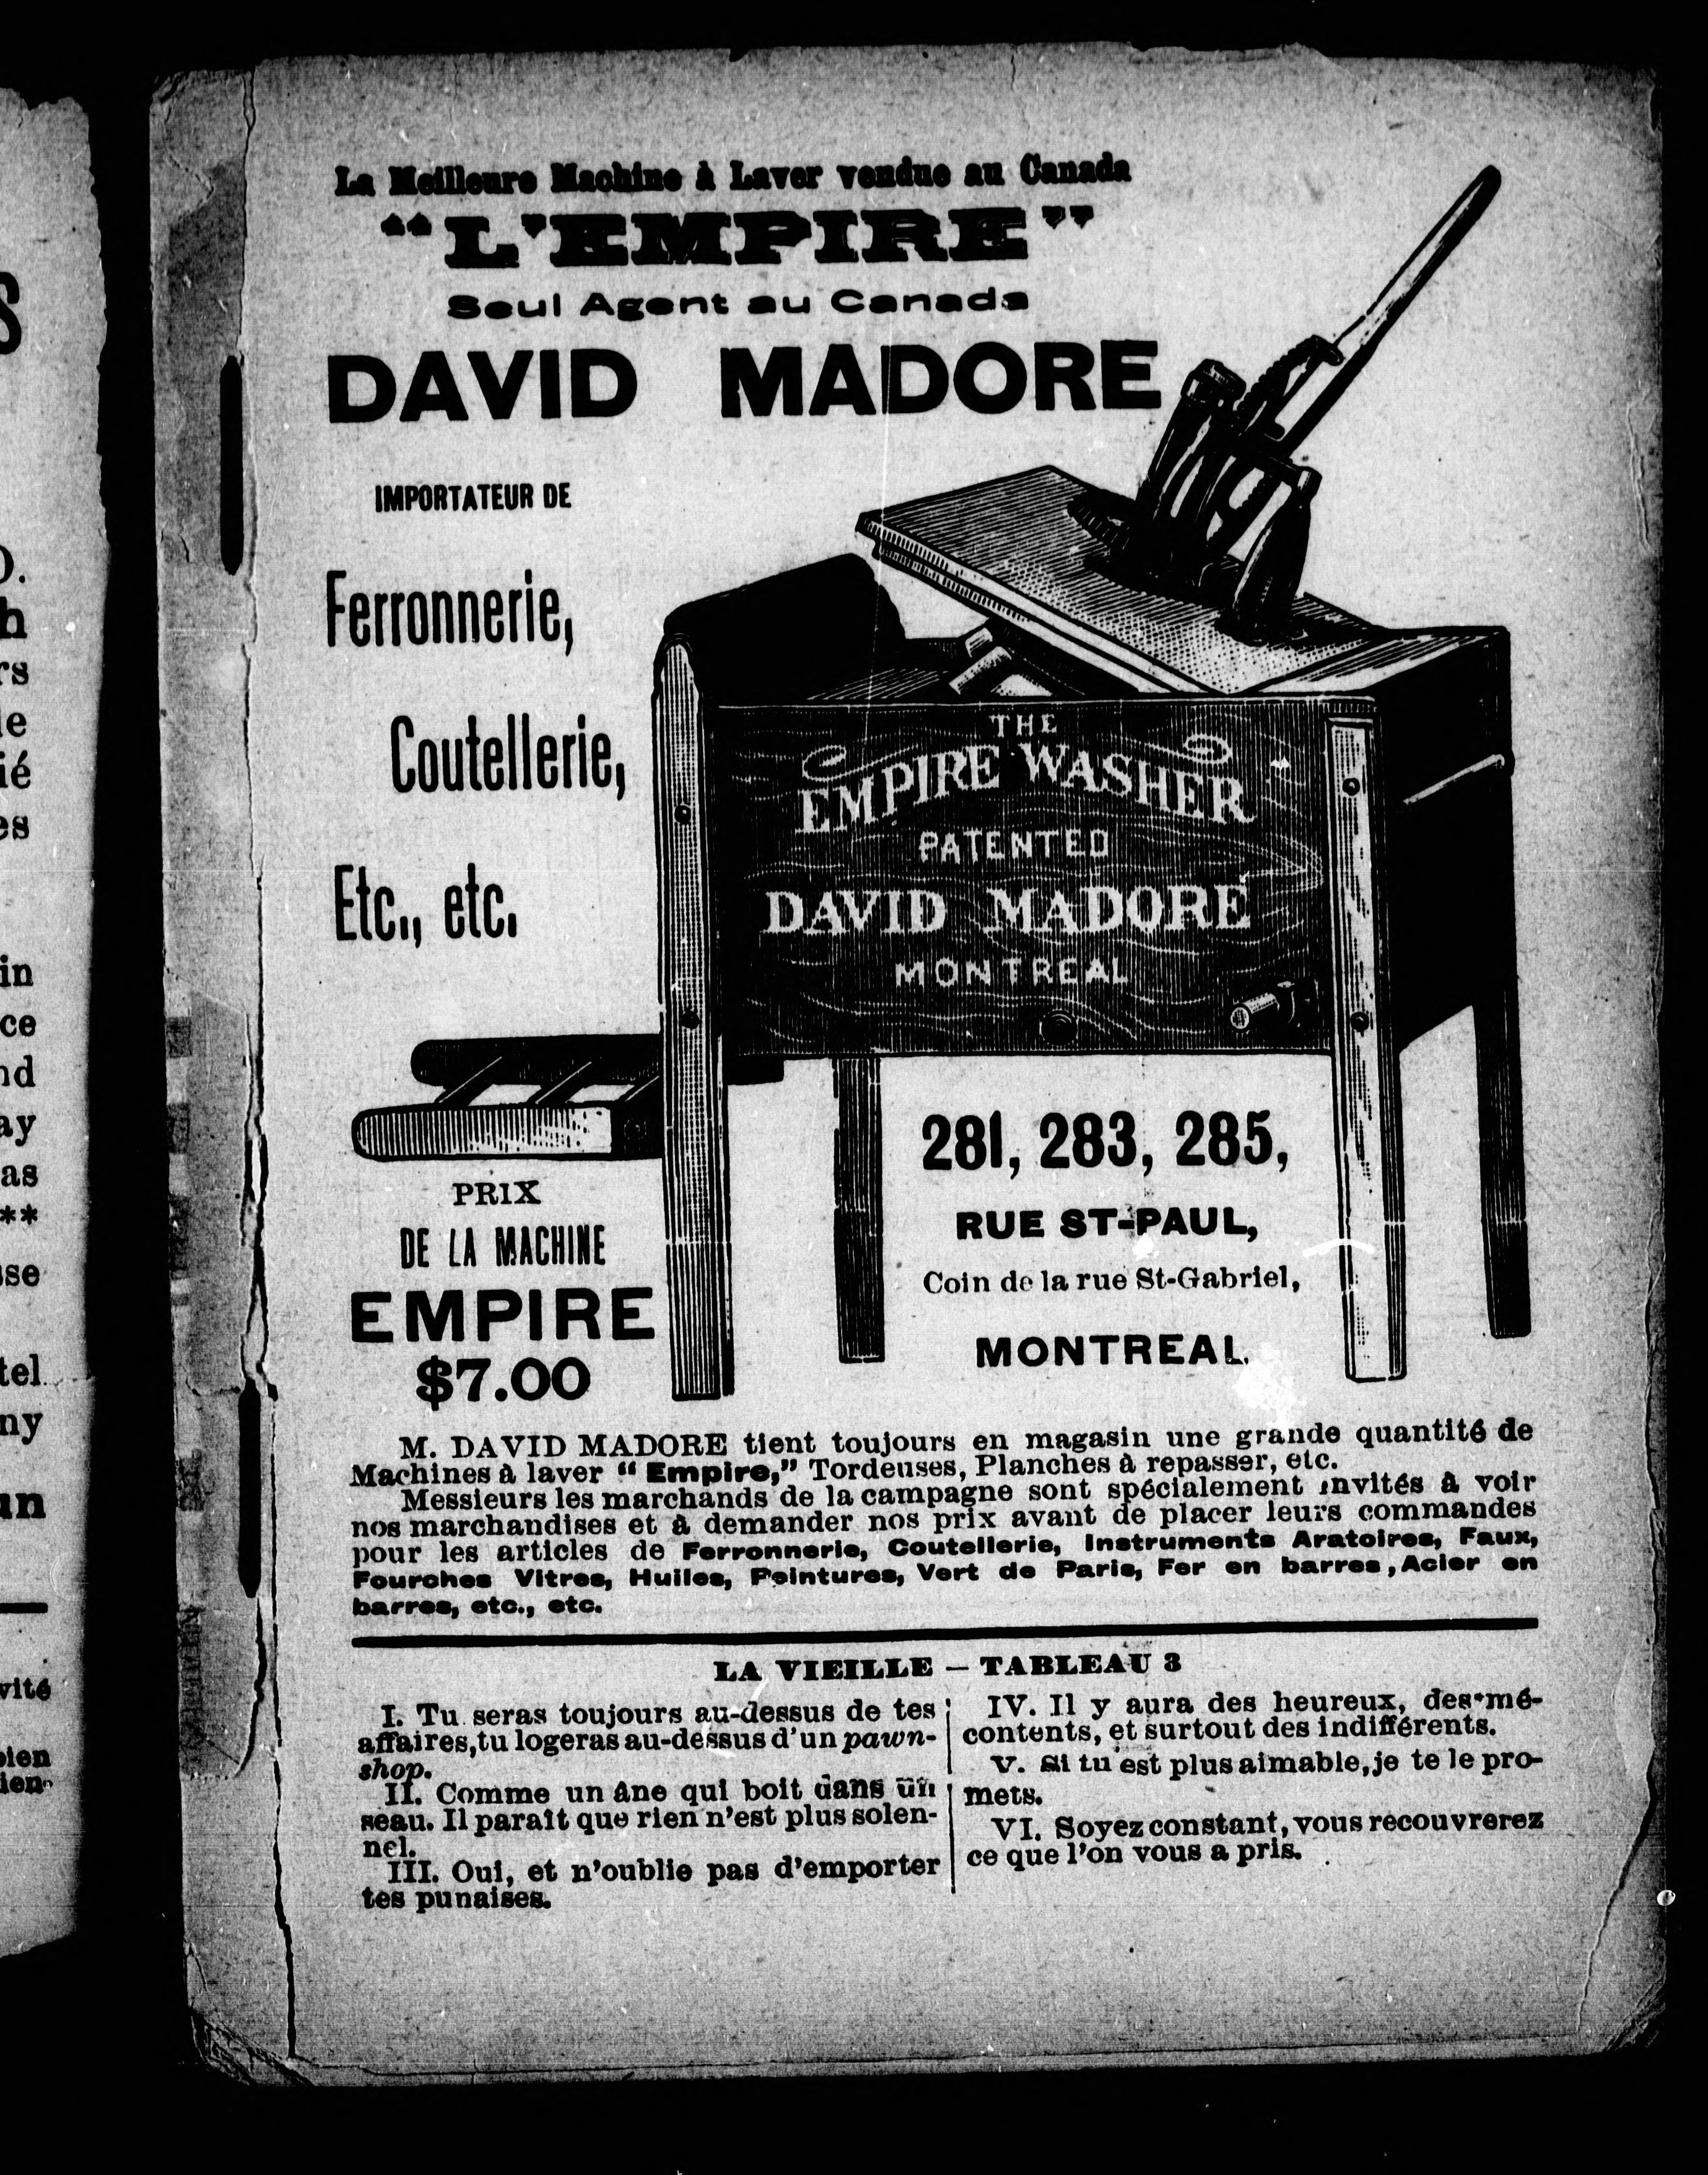 La Meilleure Machine à Laver vendue au Canada
“L'EMPIRE”
Seul Agent au Canada
DAVID MADORE
IMPORTATEUR DE
Ferronnerie,
Coutellerie,
Etc., etc.
THE
EMPIRE WASHER
PATENTED
DAVID MADORE
MONTREAL
281, 283, 285,
RUE ST-PAUL,
Coin de la rue St-Gabriel,
MONTREAL.
PRIX
DE LA MACHINE
EMPIRE
$7.00
M. DAVID MADORE tient toujours en magasin une grande quantité de
Machines à laver “Empire,” Tordeuses, Planches à repasser, etc.
Messieurs les marchands de la campagne sont spécialement invités à voir
nos marchandises et à demander nos prix avant de placer leurs commandes
pour les articles de Ferronnerie, Coutellerie, Instruments Aratoires, Faux,
Fourches Vitres, Huiles, Peintures, Vert de Paris, Fer en barres, Acier en
barres, etc., etc.
LA VIEILLE — TABLEAU 3
I. Tu seras toujours au-dessus de tes
affaires, tu logeras au-dessus d'un pawn-
shop.
II. Comme un âne qui boit dans un
seau. Il paraît que rien n'est plus solen-
nel.
III. Oui, et n'oublie pas d'emporter
tes punaises.
IV. Il y aura des heureux, des mé-
contents, et surtout des indifférents.
V. Si tu est plus aimable, je te le pro-
mets.
VI. Soyez constant, vous recouvrerez
ce que l'on vous a pris.